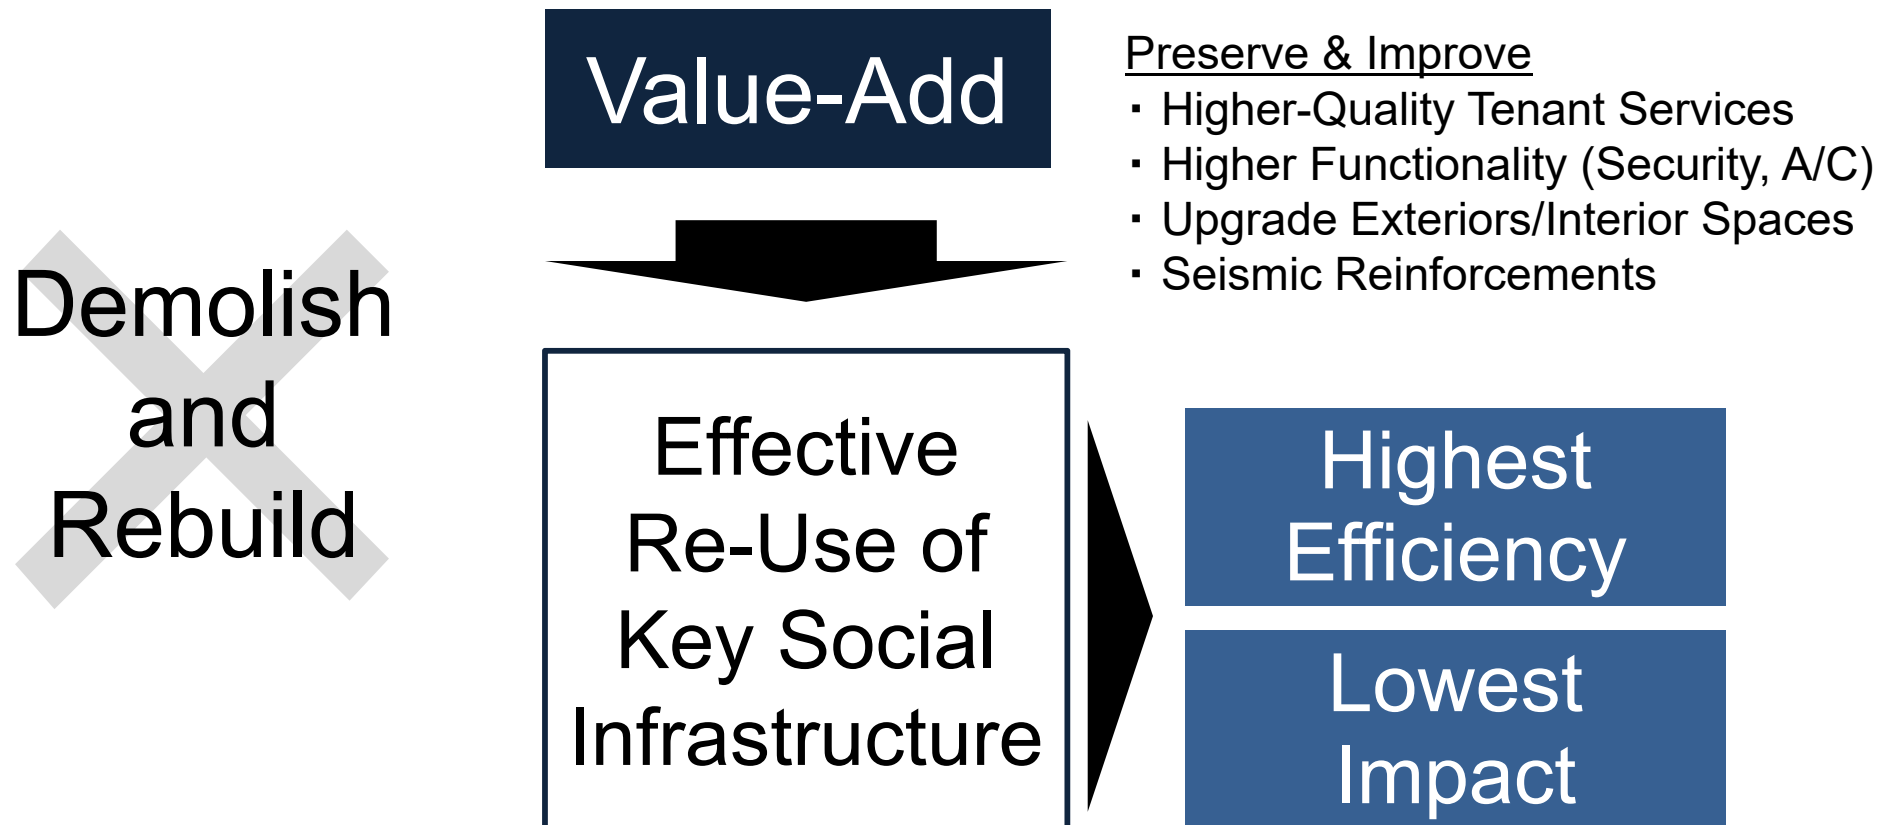 Demolish
and
Rebuild
Value-Add
Preserve & Improve
・Higher-Quality Tenant Services
・Higher Functionality (Security, A/C)
・Upgrade Exteriors/Interior Spaces
・Seismic Reinforcements
Effective
Re-Use of
Key Social
Infrastructure
Highest
Efficiency
Lowest
Impact